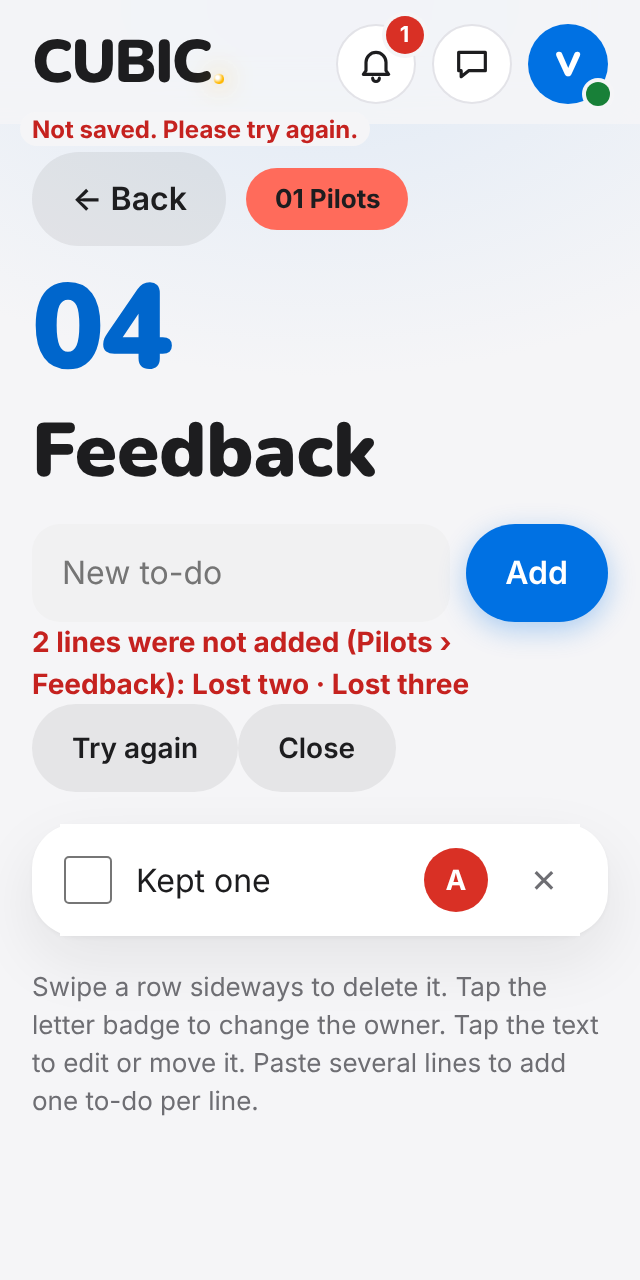 CUBIC.
1
V
Not saved. Please try again.
← Back
01 Pilots
04
Feedback
New to-do
Add
2 lines were not added (Pilots ›
Feedback): Lost two · Lost three
Try again
Close
Kept one
A
✕
Swipe a row sideways to delete it. Tap the
letter badge to change the owner. Tap the text
to edit or move it. Paste several lines to add
one to-do per line.